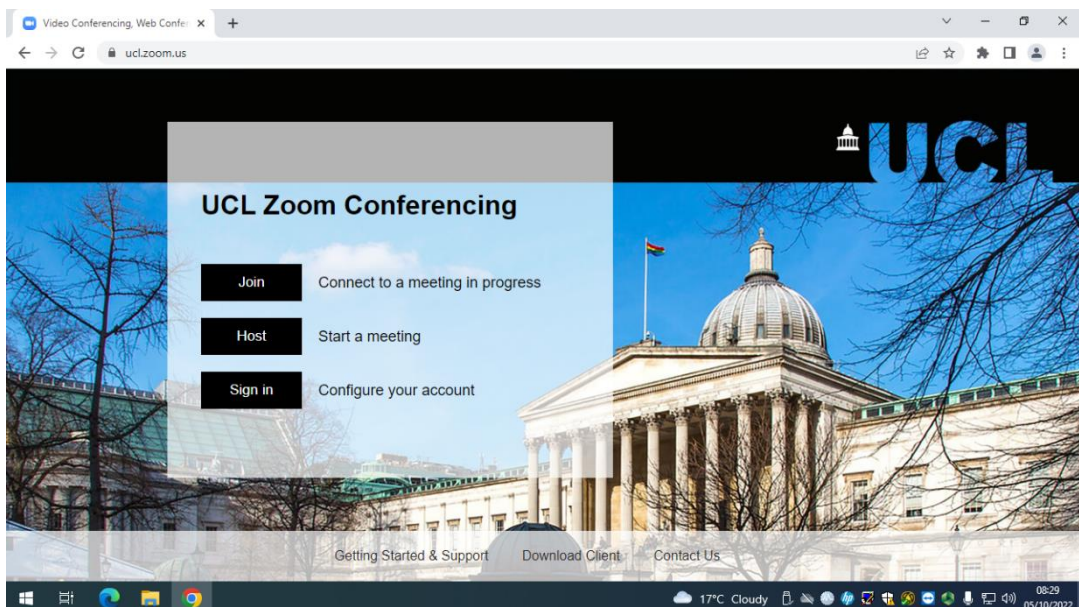 Video Conferencing, Web Confe
ucl.zoom.us
UCL
UCL Zoom Conferencing
Join Connect to a meeting in progress
Host Start a meeting
Sign in Configure your account
Getting Started & Support Download Client Contact Us
17°C Cloudy
08:29
05/10/2022